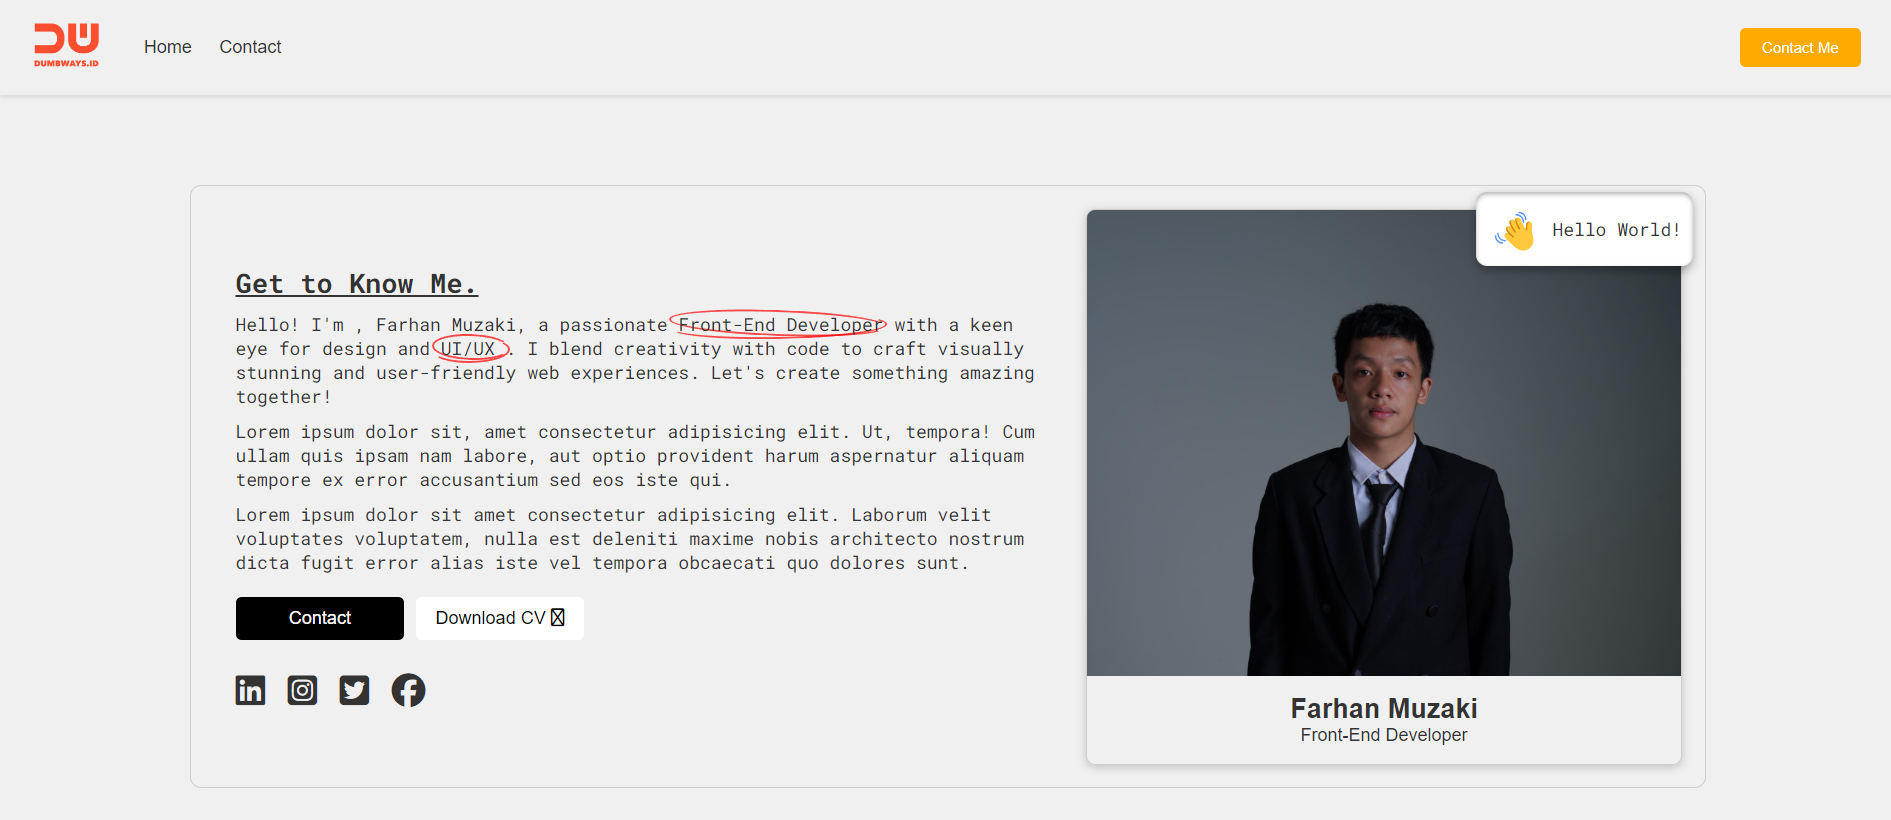 DUMBWAYS.ID
Home
Contact
Contact Me
Hello World!
Get to Know Me.
Hello! I'm , Farhan Muzaki, a passionate Front-End Developer with a keen
eye for design and UI/UX . I blend creativity with code to craft visually
stunning and user-friendly web experiences. Let's create something amazing
together!
Lorem ipsum dolor sit, amet consectetur adipisicing elit. Ut, tempora! Cum
ullam quis ipsam nam labore, aut optio provident harum aspernatur aliquam
tempore ex error accusantium sed eos iste qui.
Lorem ipsum dolor sit amet consectetur adipisicing elit. Laborum velit
voluptates voluptatem, nulla est deleniti maxime nobis architecto nostrum
dicta fugit error alias iste vel tempora obcaecati quo dolores sunt.
Contact
Download CV
Farhan Muzaki
Front-End Developer